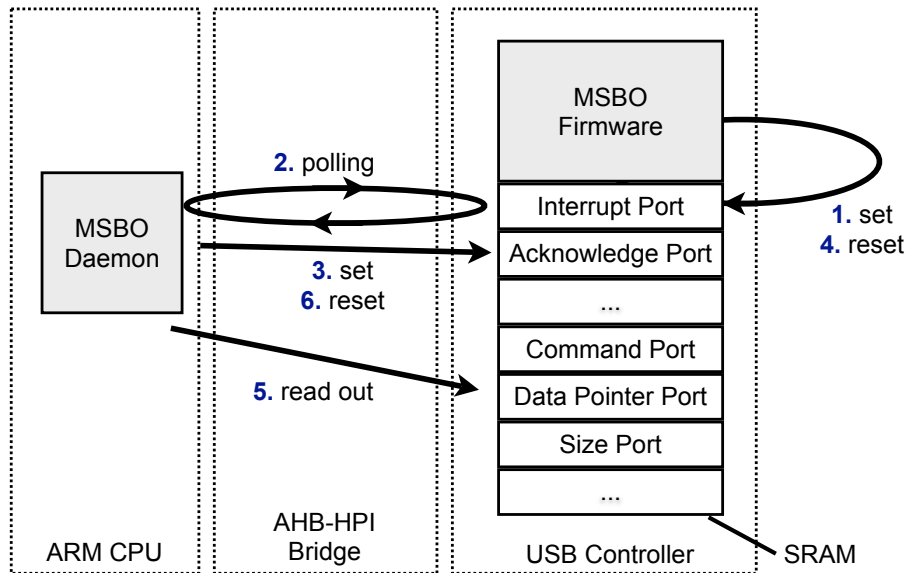 MSBO
Firmware
2. polling
MSBO
Daemon
Interrupt Port
1. set
4. reset
Acknowledge Port
3. set
6. reset
...
Command Port
5. read out
Data Pointer Port
Size Port
...
AHB-HPI
Bridge
ARM CPU
USB Controller
SRAM